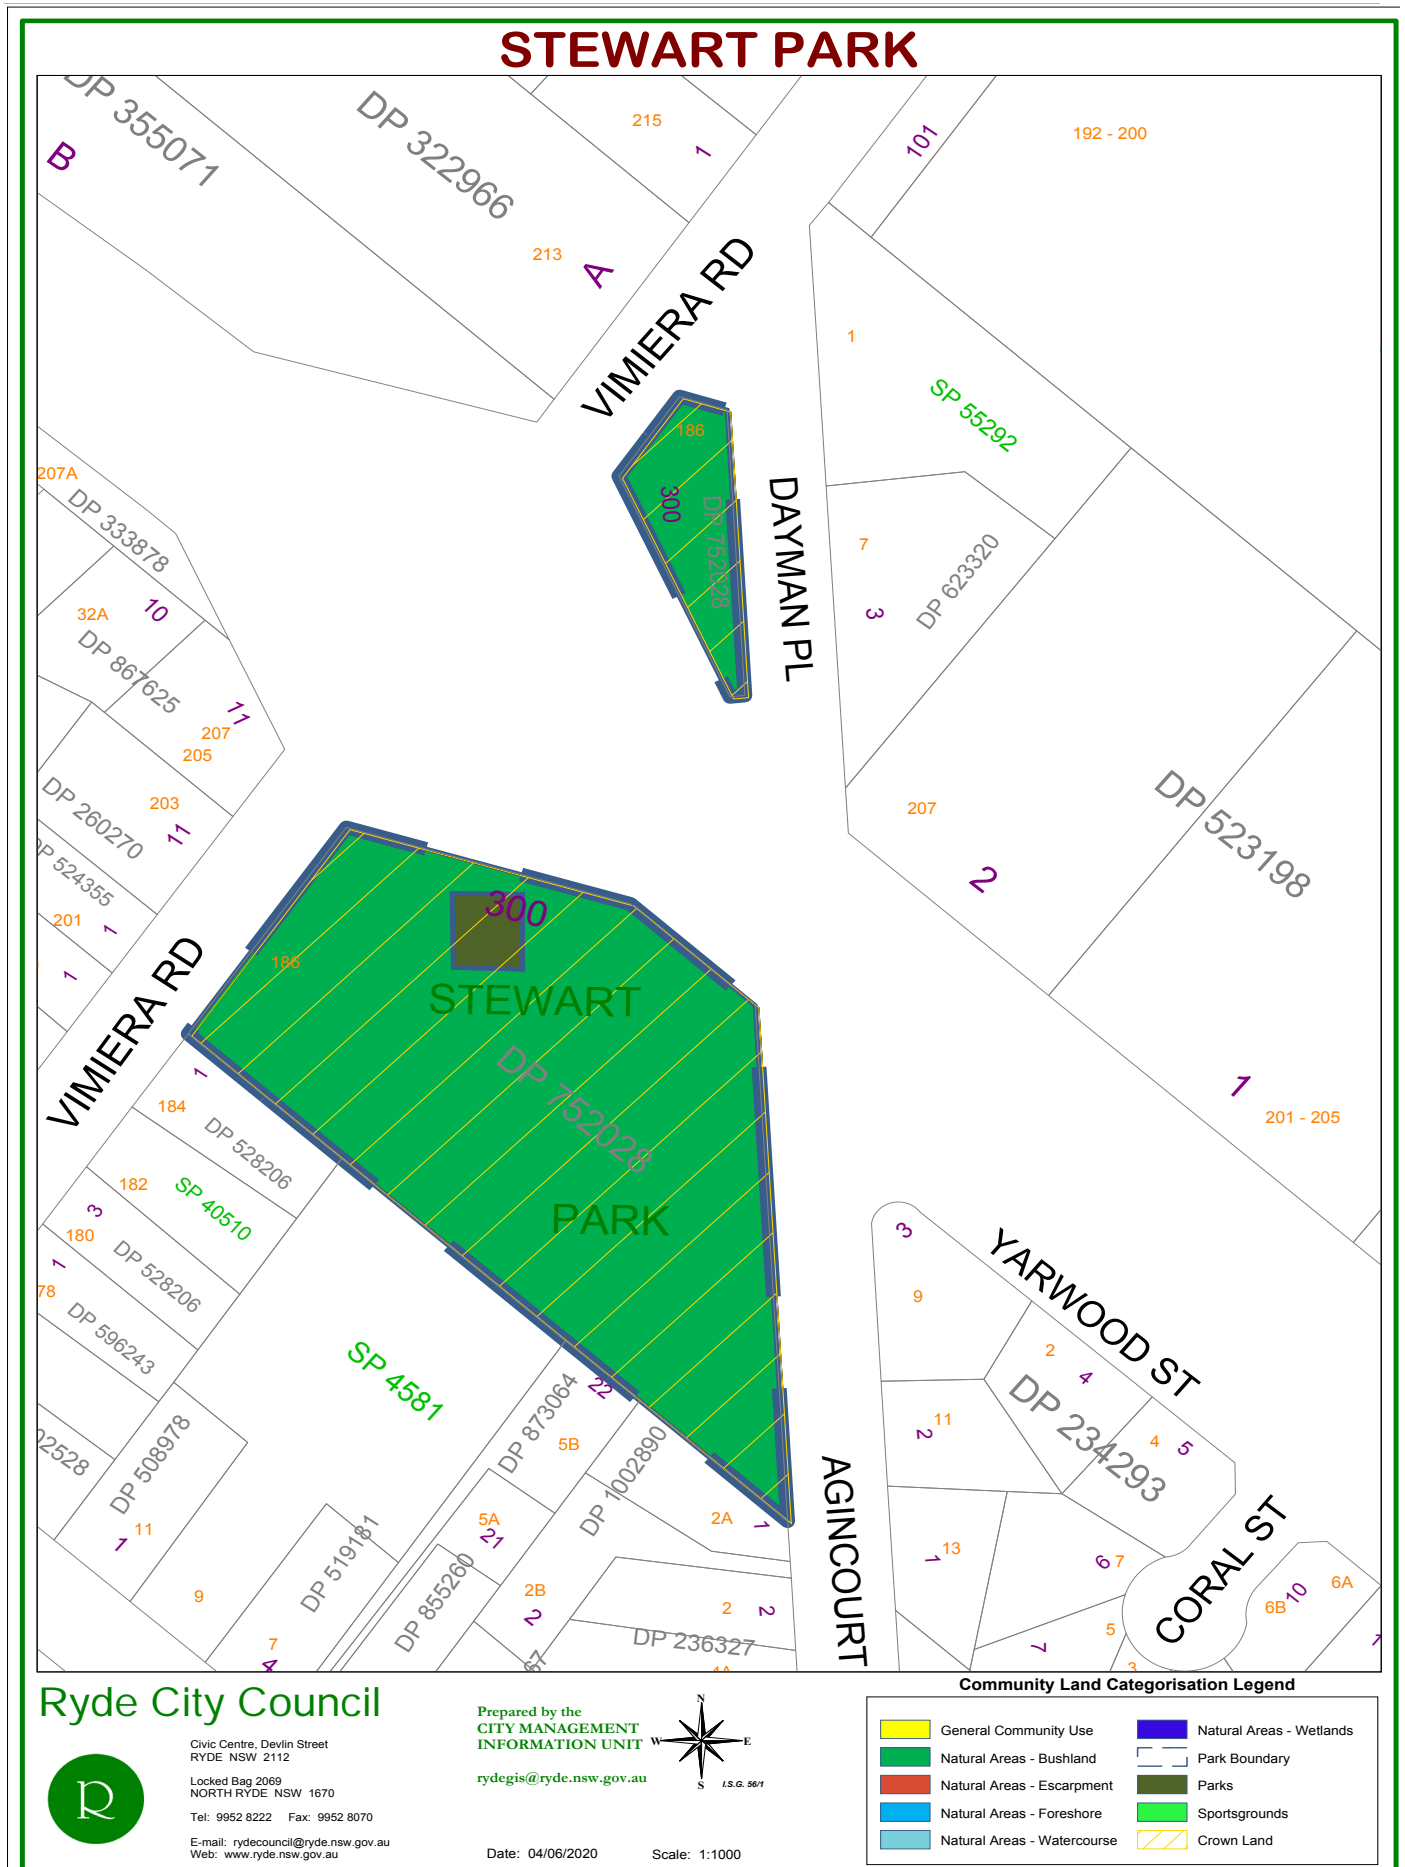 STEWART PARK
DP 355071
B
DP 322966
215
1
101
192 - 200
213
A
VIMIERA RD
1
SP 55292
186
300
DP 752028
DAYMAN PL
7
3
DP 623320
207A
DP 333878
32A
10
DP 867625
11
207
205
203
11
DP 260270
DP 524355
201
1
1
207
2
DP 523198
1
201 - 205
300
186
STEWART
DP 752028
PARK
VIMIERA RD
1
184
DP 528206
182
SP 40510
3
180
DP 528206
1
78
DP 596243
SP 4581
02528
DP 508978
11
1
9
DP 519181
7
4
DP 873064
22
5B
DP 1002890
5A
21
DP 855260
2B
2
67
2A
1
2
2
DP 236327
4A
AGINCOURT
3
9
YARWOOD ST
2
4
DP 234293
11
2
4
5
13
1
6
7
7
5
3
CORAL ST
6B
10
6A
1
Ryde City Council
R
Civic Centre, Devlin Street
RYDE NSW 2112
Locked Bag 2069
NORTH RYDE NSW 1670
Tel: 9952 8222 Fax: 9952 8070
E-mail: rydecouncil@ryde.nsw.gov.au
Web: www.ryde.nsw.gov.au
Prepared by the
CITY MANAGEMENT
INFORMATION UNIT
rydegis@ryde.nsw.gov.au
N
W E
S
I.S.G. 56/1
Date: 04/06/2020 Scale: 1:1000
Community Land Categorisation Legend
General Community Use
Natural Areas - Bushland
Natural Areas - Escarpment
Natural Areas - Foreshore
Natural Areas - Watercourse
Natural Areas - Wetlands
Park Boundary
Parks
Sportsgrounds
Crown Land